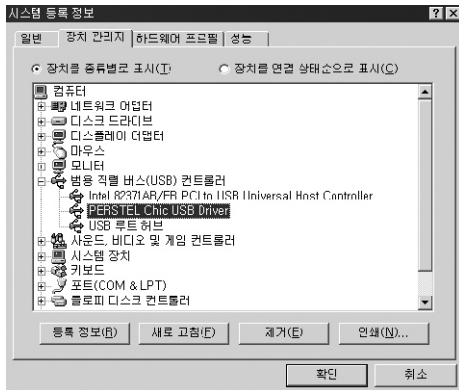 시스템 등록 정보
일반 장치 관리자 하드웨어 프로필 성능
장치를 종류별로 표시(T) 장치를 연결 상태순으로 표시(C)
컴퓨터
네트워크 어댑터
디스크 드라이브
디스플레이 어댑터
마우스
모니터
범용 직렬 버스(USB) 컨트롤러
Intel 82371AB/EB PCI to USB Universal Host Controller
PERSTEL Chic USB Driver
USB 루트 허브
사운드, 비디오 및 게임 컨트롤러
시스템 장치
키보드
포트(COM & LPT)
플로피 디스크 컨트롤러
등록 정보(R) 새로 고침(F) 제거(E) 인쇄(N)...
확인 취소